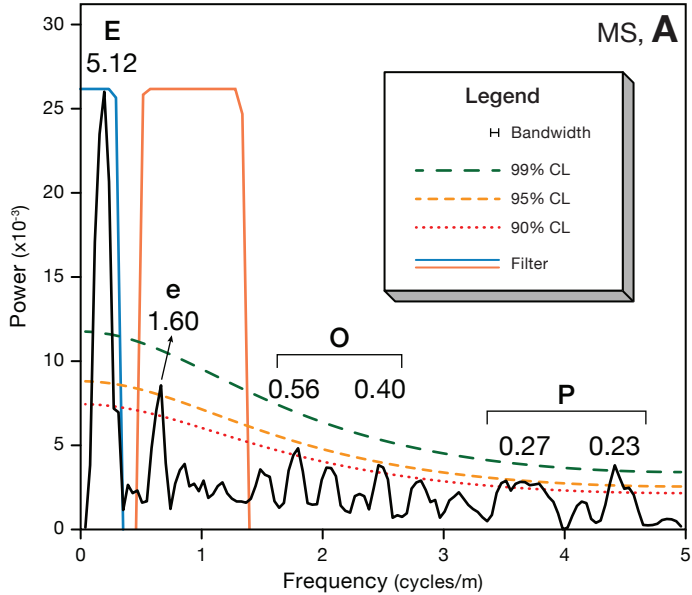 MS, A
E
5.12
e
1.60
O
0.56 0.40
P
0.27 0.23
Legend
Bandwidth
99% CL
95% CL
90% CL
Filter
Power (x10⁻³)
30
25
20
15
10
5
0
0 1 2 3 4 5
Frequency (cycles/m)